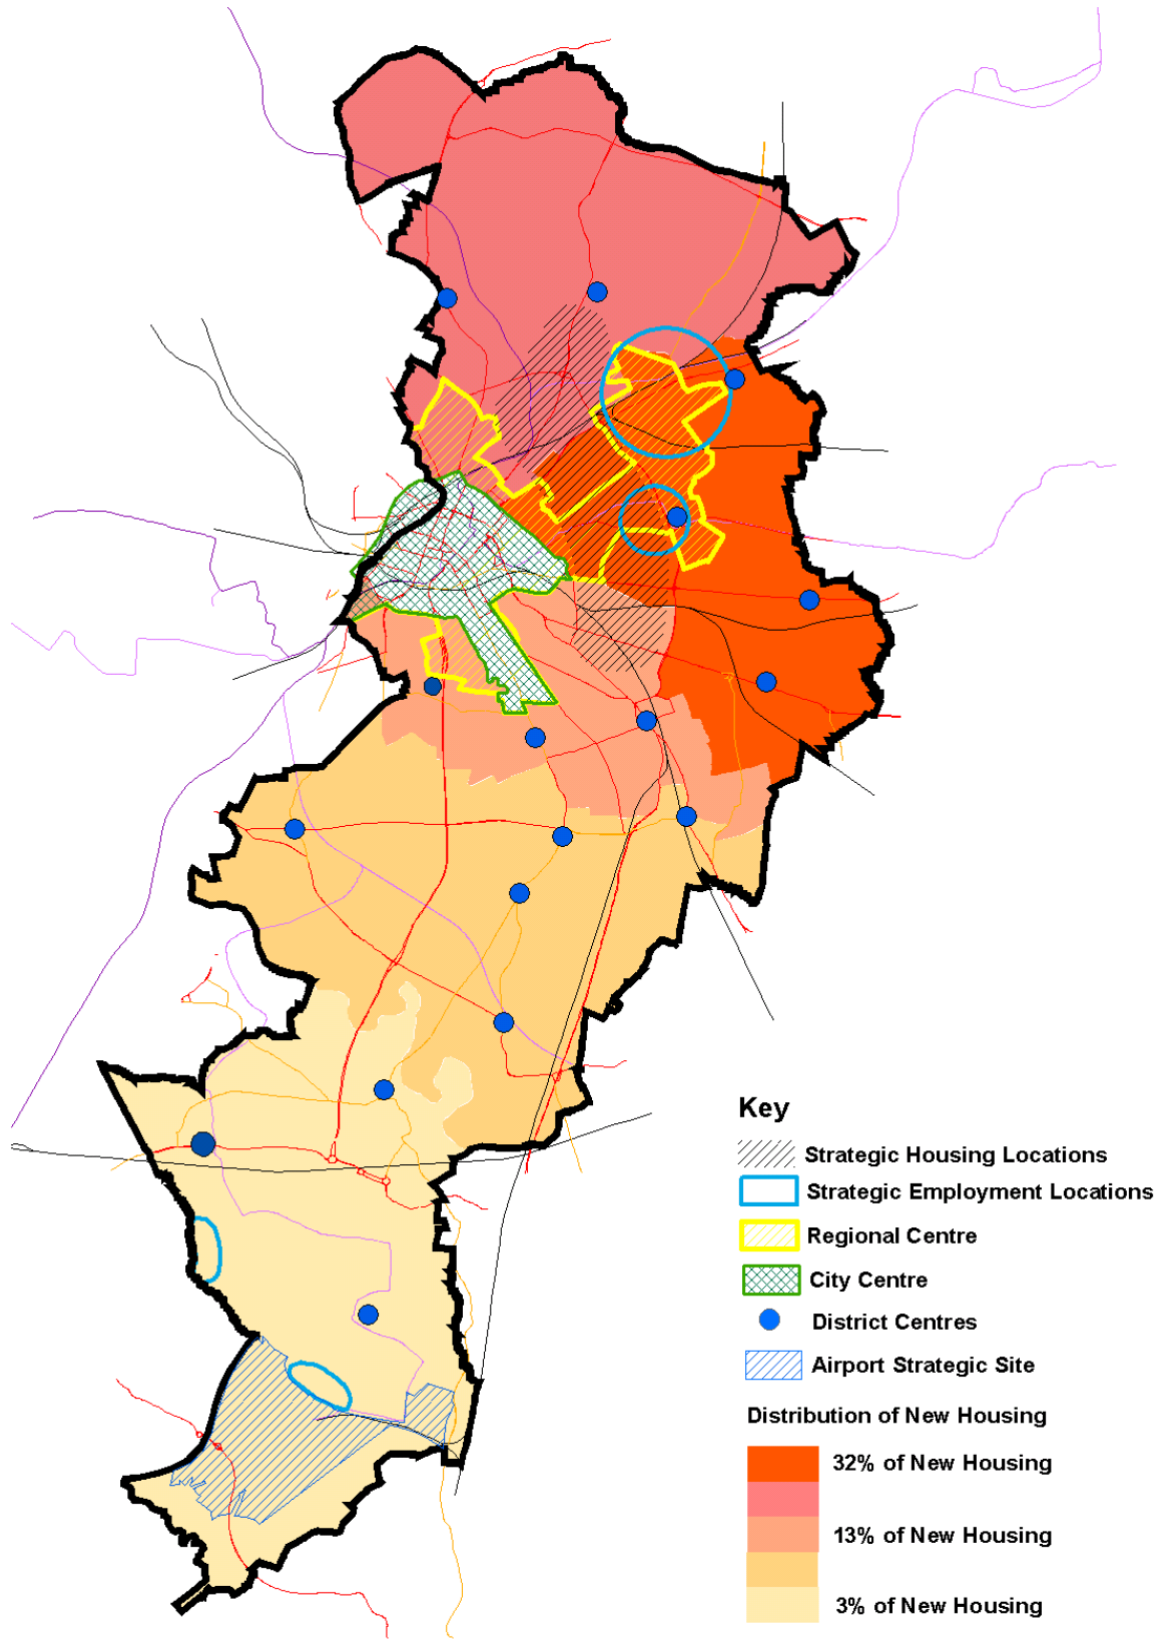 Key
Strategic Housing Locations
Strategic Employment Locations
Regional Centre
City Centre
District Centres
Airport Strategic Site
Distribution of New Housing
32% of New Housing
13% of New Housing
3% of New Housing